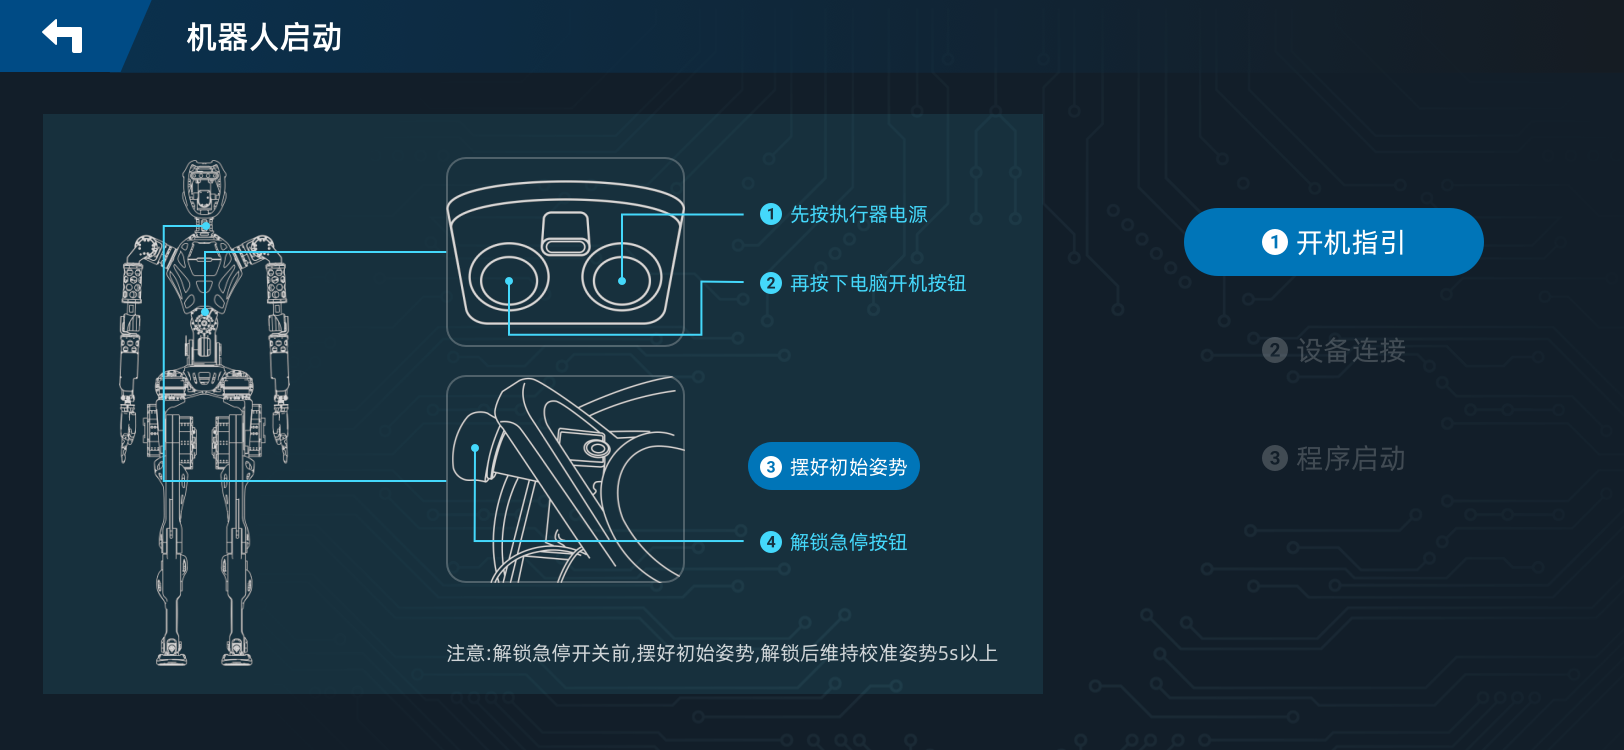 机器人启动
1 先按执行器电源
2 再按下电脑开机按钮
3 摆好初始姿势
4 解锁急停按钮
注意:解锁急停开关前,摆好初始姿势,解锁后维持校准姿势5s以上
1 开机指引
2 设备连接
3 程序启动